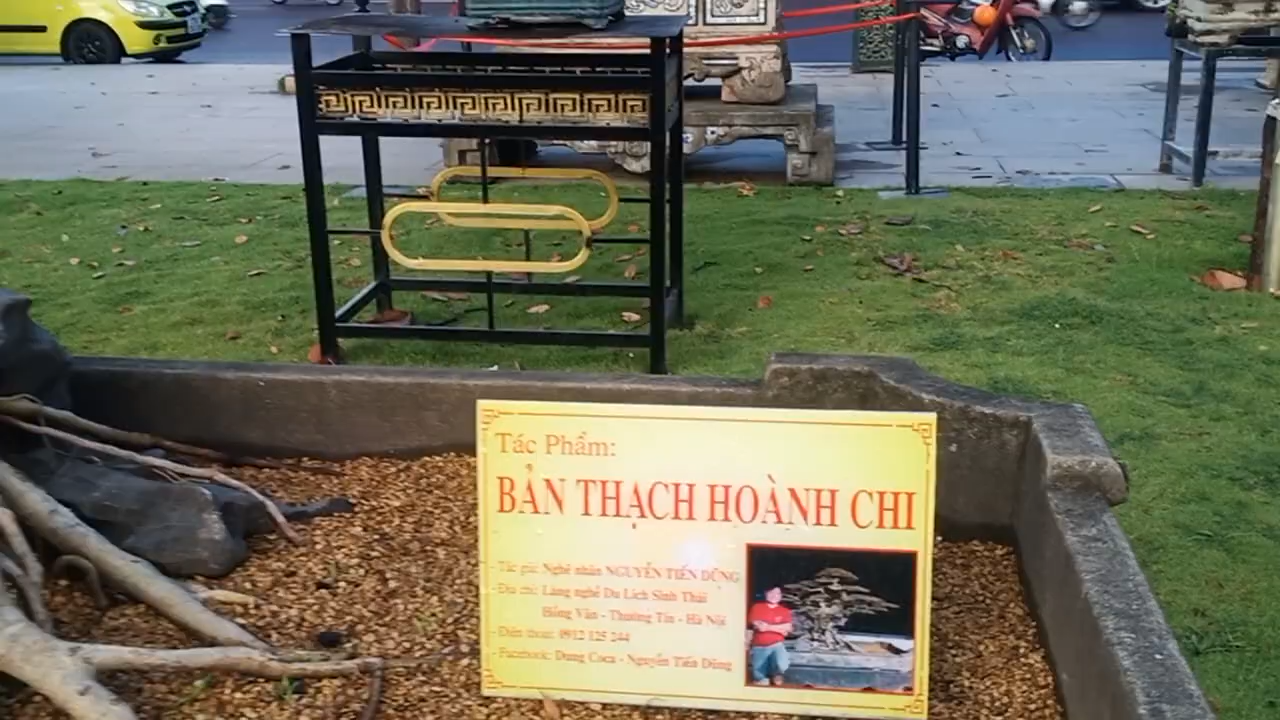 Tác Phẩm:
BẢN THẠCH HOÀNH CHI
- Tác giả: Nghệ nhân NGUYỄN TIẾN DŨNG
- Địa chỉ: Làng nghề Du Lịch Sinh Thái
Hồng Vân - Thường Tín - Hà Nội
- Điện thoại: 0912 125 244
- Facebook: Dung Coca - Nguyễn Tiến Dũng